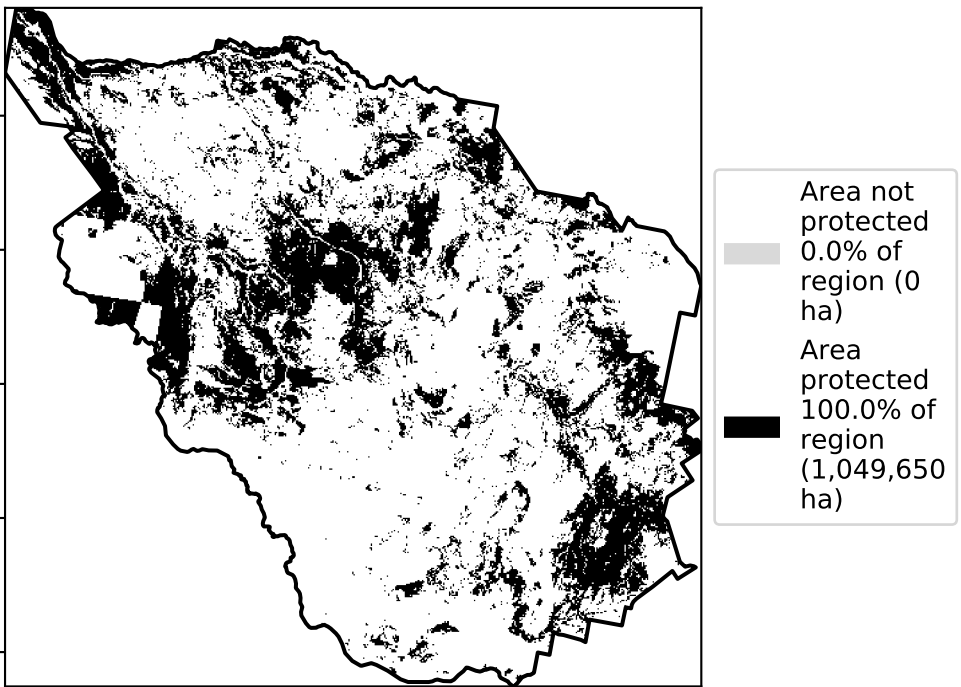 Area not
protected
0.0% of
region (0
ha)
Area
protected
100.0% of
region
(1,049,650
ha)